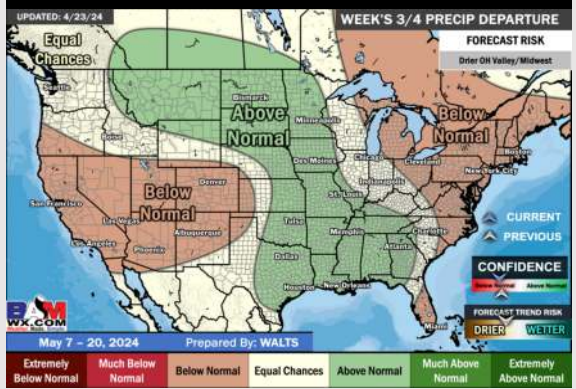 UPDATED: 4/23/24
WEEK'S 3/4 PRECIP DEPARTURE
FORECAST RISK
Drier OH Valley/Midwest
Equal
Chances
Seattle
Bismarck
Above
Normal
Minneapolis
Boise
Below
Normal
Boston
Chicago
Cleveland
New York City
Des Moines
Indianapolis
Denver
Below
Normal
St. Louis
San Francisco
Las Vegas
Albuquerque
Tulsa
Memphis
Charlotte
Los Angeles
Phoenix
Atlanta
Dallas
Houston
New Orleans
Miami
CURRENT
PREVIOUS
CONFIDENCE
Below Normal
Above Normal
FORECAST TREND RISK
DRIER
WETTER
BAM
WX.COM
May 7 – 20, 2024
Prepared By: WALTS
Extremely
Below Normal
Much Below
Normal
Below Normal
Equal Chances
Above Normal
Much Above
Normal
Extremely
Above Normal